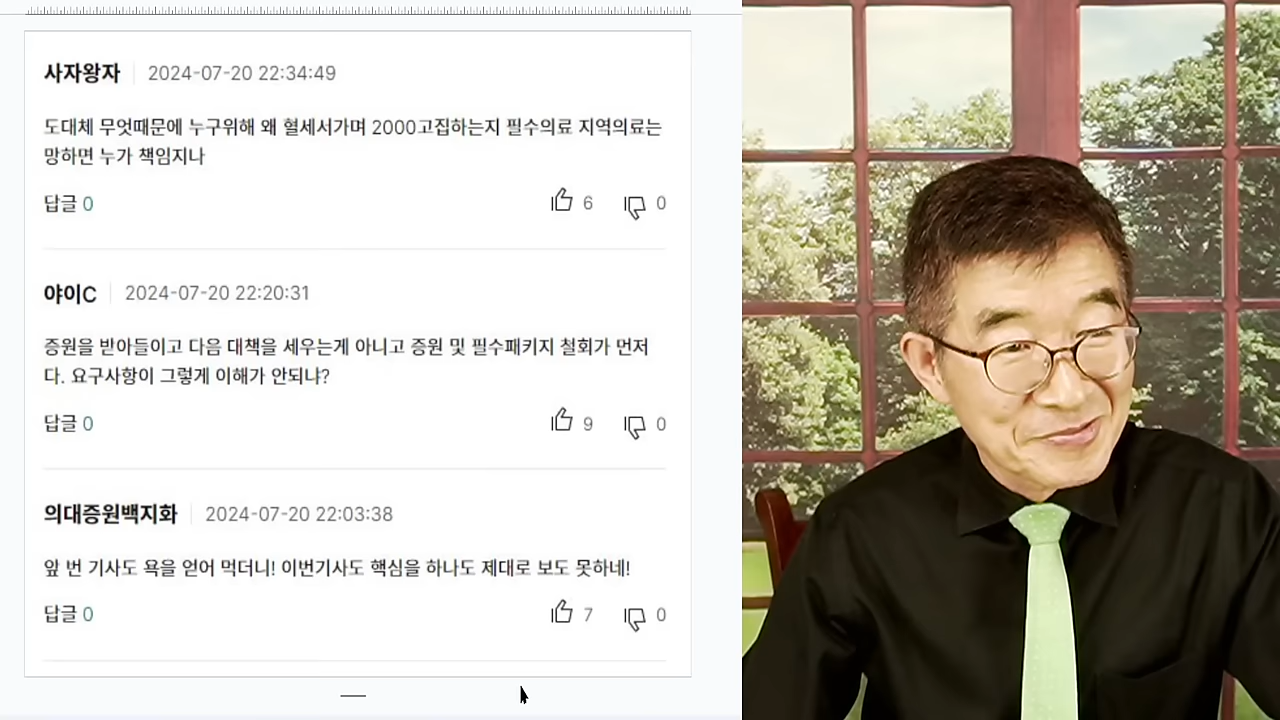 사자왕자 2024-07-20 22:34:49
도대체 무엇때문에 누구위해 왜 혈세서가며 2000고집하는지 필수의료 지역의료는
망하면 누가 책임지나
답글 0 6 0
야이C 2024-07-20 22:20:31
증원을 받아들이고 다음 대책을 세우는게 아니고 증원 및 필수패키지 철회가 먼저
다. 요구사항이 그렇게 이해가 안되냐?
답글 0 9 0
의대증원백지화 2024-07-20 22:03:38
앞 번 기사도 욕을 얻어 먹더니! 이번기사도 핵심을 하나도 제대로 보도 못하네!
답글 0 7 0